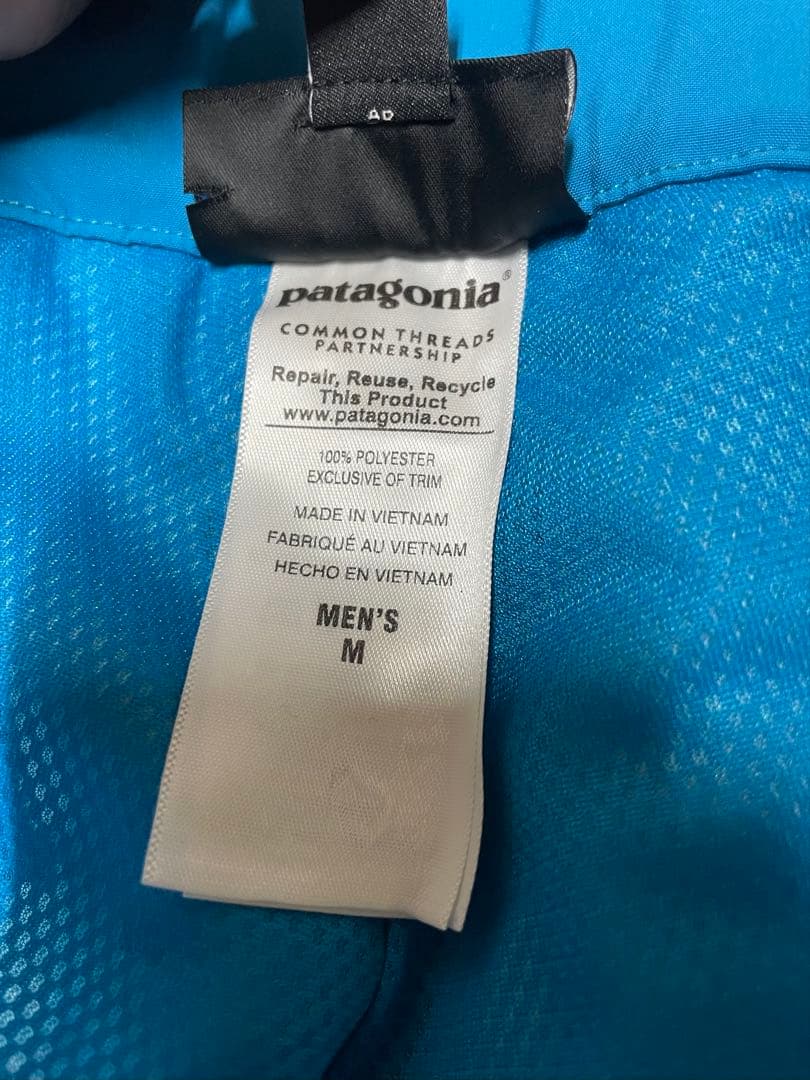 patagonia®
COMMON THREADS
PARTNERSHIP
Repair, Reuse, Recycle
This Product
www.patagonia.com
100% POLYESTER
EXCLUSIVE OF TRIM
MADE IN VIETNAM
FABRIQUÉ AU VIETNAM
HECHO EN VIETNAM
MEN'S
M